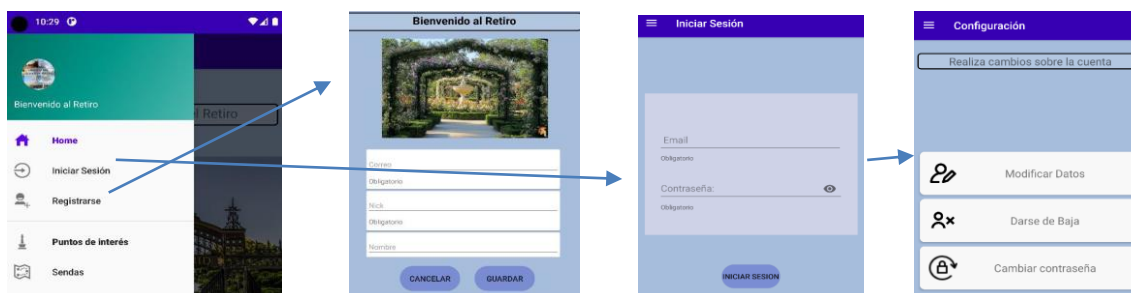 10:29
Bienvenido al Retiro
l Retiro
Home
Iniciar Sesión
Registrarse
Puntos de interés
Sendas
Bienvenido al Retiro
Correo
Obligatorio
Nick
Obligatorio
Nombre
CANCELAR
GUARDAR
Iniciar Sesión
Email
Obligatorio
Contraseña:
Obligatorio
INICIAR SESION
Configuración
Realiza cambios sobre la cuenta
Modificar Datos
Darse de Baja
Cambiar contraseña